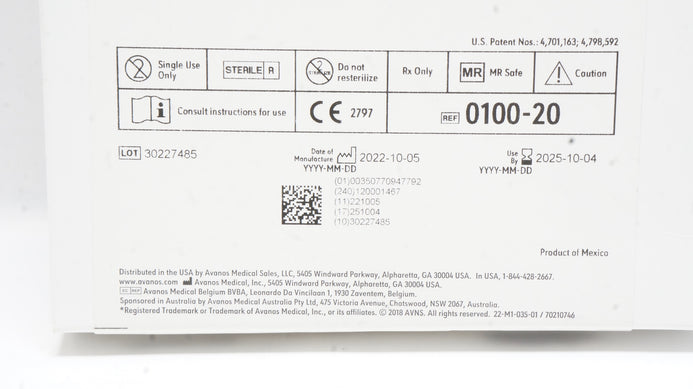 U.S. Patent Nos.: 4,701,163; 4,798,592
2 Single Use Only
STERILE R
STERILIZE Do not resterilize
Rx Only
MR MR Safe
Caution
i Consult instructions for use
CE 2797
REF 0100-20
LOT 30227485
Date of Manufacture 2022-10-05
YYYY-MM-DD
Use By 2025-10-04
YYYY-MM-DD
(01)00350770947792
(240)120001467
(11)221005
(17)251004
(10)30227485
Product of Mexico
Distributed in the USA by Avanos Medical Sales, LLC, 5405 Windward Parkway, Alpharetta, GA 30004 USA. In USA, 1-844-428-2667.
www.avanos.com Avanos Medical, Inc., 5405 Windward Parkway, Alpharetta, GA 30004 USA.
EC REP Avanos Medical Belgium BVBA, Leonardo Da Vincilaan 1, 1930 Zaventem, Belgium.
Sponsored in Australia by Avanos Medical Australia Pty Ltd, 475 Victoria Avenue, Chatswood, NSW 2067, Australia.
*Registered Trademark or Trademark of Avanos Medical, Inc., or its affiliates. © 2018 AVNS. All rights reserved. 22-M1-035-01 / 70210746